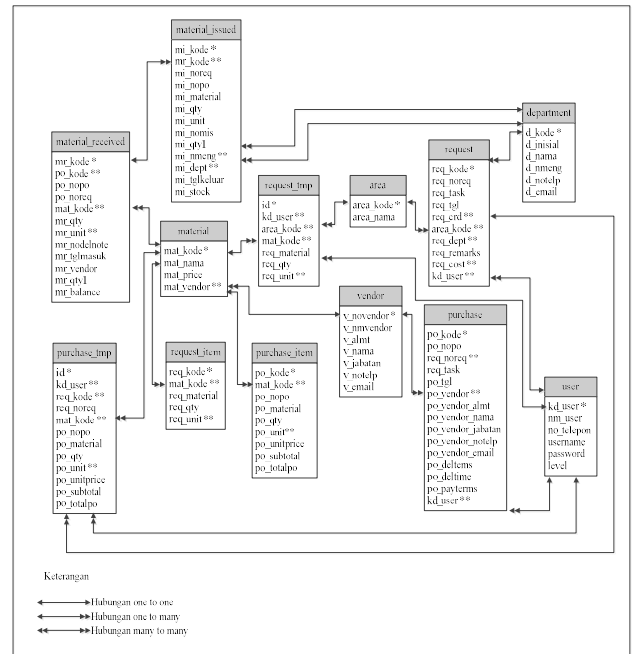 material_issued
mi_kode *
mr_kode **
mi_noreq
mi_nopo
mi_material
mi_qty
mi_unit
mi_nomis
mi_qty1
mi_nmeng **
mi_dept **
mi_tglkeluar
mi_stock
department
d_kode *
d_inisial
d_nama
d_nmeng
d_notelp
d_email
material_received
mr_kode *
po_kode **
po_nopo
po_noreq
mat_kode **
mr_qty
mr_unit **
mr_nodelnote
mr_tglmasuk
mr_vendor
mr_qty1
mr_balance
request
req_kode *
req_noreq
req_task
req_tgl
req_crd **
area_kode **
req_dept **
req_remarks
req_cost **
kd_user **
request_tmp
id *
kd_user **
area_kode **
mat_kode **
req_material
req_qty
req_unit **
area
area_kode *
area_nama
material
mat_kode *
mat_nama
mat_price
mat_vendor **
vendor
v_novendor *
v_nmvendor
v_almt
v_nama
v_jabatan
v_notelp
v_email
purchase
po_kode *
po_nopo
req_noreq **
req_task
po_tgl
po_vendor **
po_vendor_almt
po_vendor_nama
po_vendor_jabatan
po_vendor_notelp
po_vendor_email
po_deltems
po_deltime
po_payterms
kd_user **
purchase_tmp
id *
kd_user **
req_kode **
req_noreq
mat_kode **
po_nopo
po_material
po_qty
po_unit **
po_unitprice
po_subtotal
po_totalpo
request_item
req_kode *
mat_kode **
req_material
req_qty
req_unit **
purchase_item
po_kode *
mat_kode **
po_nopo
po_material
po_qty
po_unit**
po_unitprice
po_subtotal
po_totalpo
user
kd_user *
nm_user
no_telepon
username
password
level
Keterangan
Hubungan one to one
Hubungan one to many
Hubungan many to many